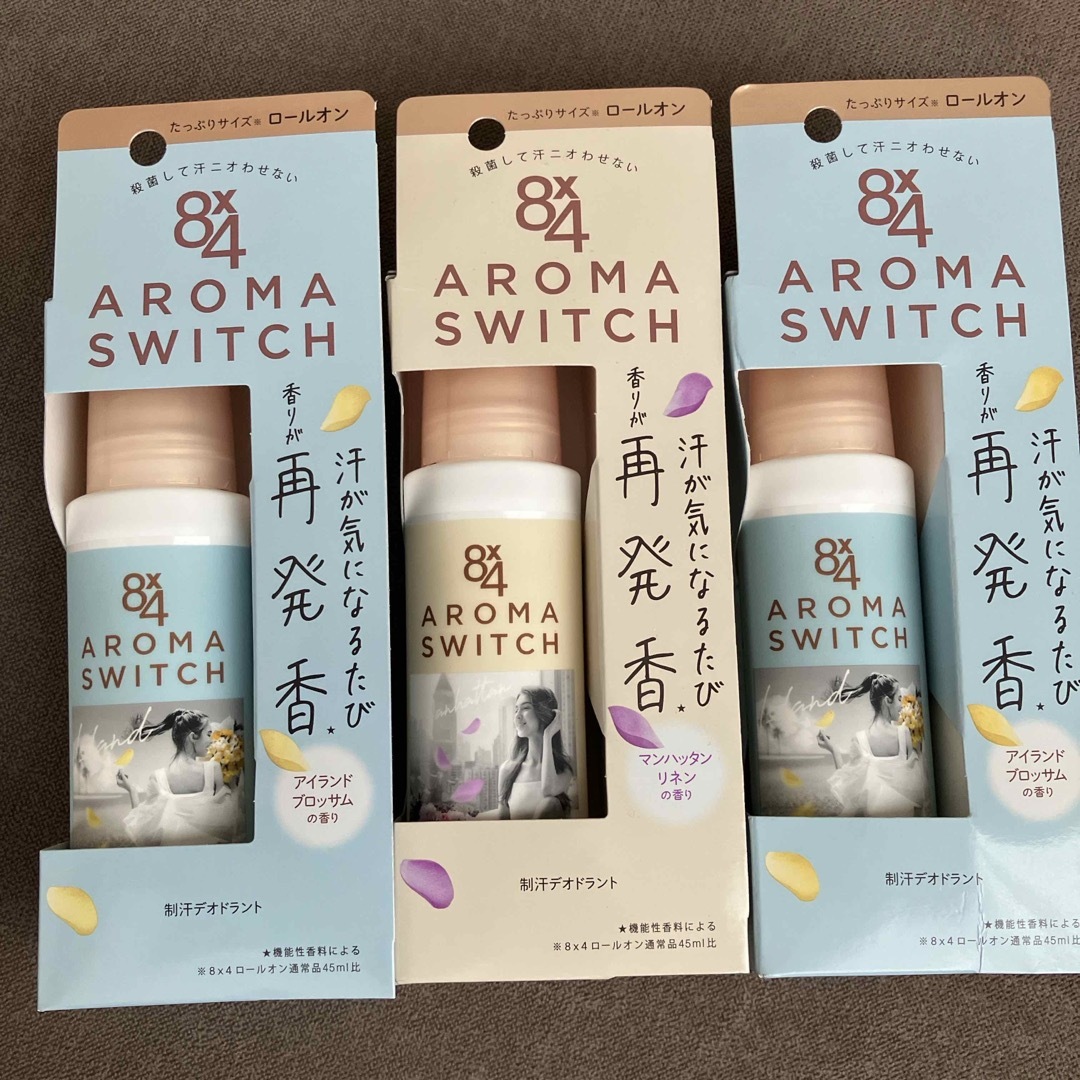 たっぷりサイズ※ ロールオン
殺菌して汗ニオわせない
8x4
AROMA
SWITCH
汗が気になるたび
香りが
再発香★
8x4
AROMA
SWITCH
Island
アイランド
ブロッサム
の香り
制汗デオドラント
★機能性香料による
※8x4ロールオン通常品45ml比
たっぷりサイズ※ ロールオン
殺菌して汗ニオわせない
8x4
AROMA
SWITCH
汗が気になるたび
香りが
再発香★
8x4
AROMA
SWITCH
Manhattan
マンハッタン
リネン
の香り
制汗デオドラント
★機能性香料による
※8x4ロールオン通常品45ml比
たっぷりサイズ※ ロールオン
殺菌して汗ニオわせない
8x4
AROMA
SWITCH
汗が気になるたび
香りが
再発香★
8x4
AROMA
SWITCH
Island
アイランド
ブロッサム
の香り
制汗デオドラント
★機能性香料による
※8x4ロールオン通常品45ml比